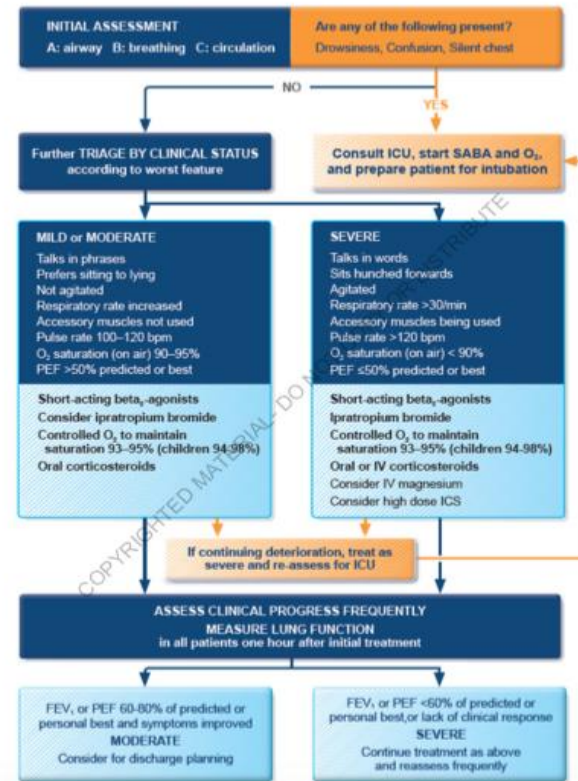 INITIAL ASSESSMENT
A: airway B: breathing C: circulation
Are any of the following present?
Drowsiness, Confusion, Silent chest
NO
YES
Further TRIAGE BY CLINICAL STATUS
according to worst feature
Consult ICU, start SABA and O₂,
and prepare patient for intubation
MILD or MODERATE
Talks in phrases
Prefers sitting to lying
Not agitated
Respiratory rate increased
Accessory muscles not used
Pulse rate 100–120 bpm
O₂ saturation (on air) 90–95%
PEF >50% predicted or best
SEVERE
Talks in words
Sits hunched forwards
Agitated
Respiratory rate >30/min
Accessory muscles being used
Pulse rate >120 bpm
O₂ saturation (on air) < 90%
PEF ≤50% predicted or best
Short-acting beta₂-agonists
Consider ipratropium bromide
Controlled O₂ to maintain
saturation 93–95% (children 94-98%)
Oral corticosteroids
Short-acting beta₂-agonists
Ipratropium bromide
Controlled O₂ to maintain
saturation 93–95% (children 94-98%)
Oral or IV corticosteroids
Consider IV magnesium
Consider high dose ICS
If continuing deterioration, treat as
severe and re-assess for ICU
ASSESS CLINICAL PROGRESS FREQUENTLY
MEASURE LUNG FUNCTION
in all patients one hour after initial treatment
FEV₁ or PEF 60-80% of predicted or
personal best and symptoms improved
MODERATE
Consider for discharge planning
FEV₁ or PEF <60% of predicted or
personal best,or lack of clinical response
SEVERE
Continue treatment as above
and reassess frequently
COPYRIGHTED MATERIAL- DO NOT DISTRIBUTE